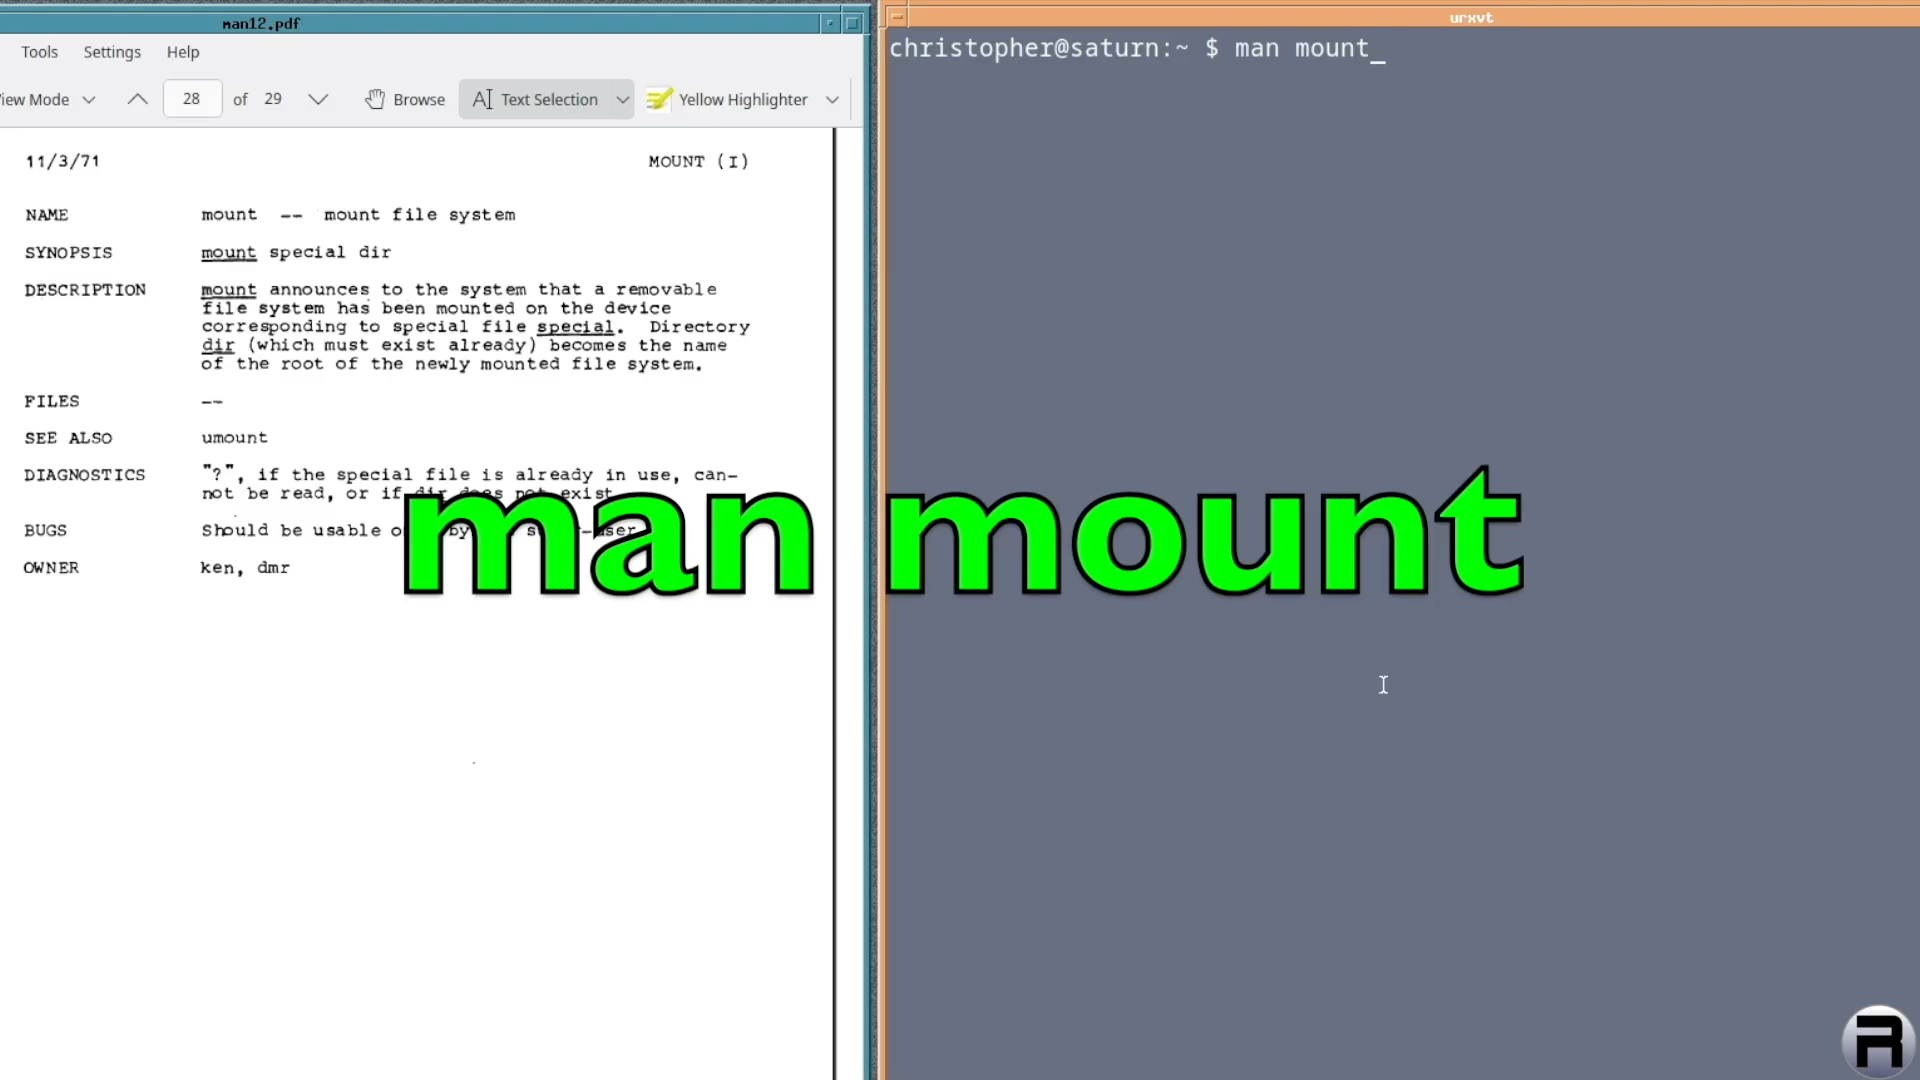 man12.pdf
Tools Settings Help
iew Mode 28 of 29 Browse Text Selection Yellow Highlighter
11/3/71 MOUNT (I)
NAME mount -- mount file system
SYNOPSIS mount special dir
DESCRIPTION mount announces to the system that a removable
file system has been mounted on the device
corresponding to special file special. Directory
dir (which must exist already) becomes the name
of the root of the newly mounted file system.
FILES --
SEE ALSO umount
DIAGNOSTICS "?", if the special file is already in use, can-
not be read, or if dir does not exist
BUGS Should be usable by
OWNER ken, dmr
urxvt
christopher@saturn:~ $ man mount_
man mount
R